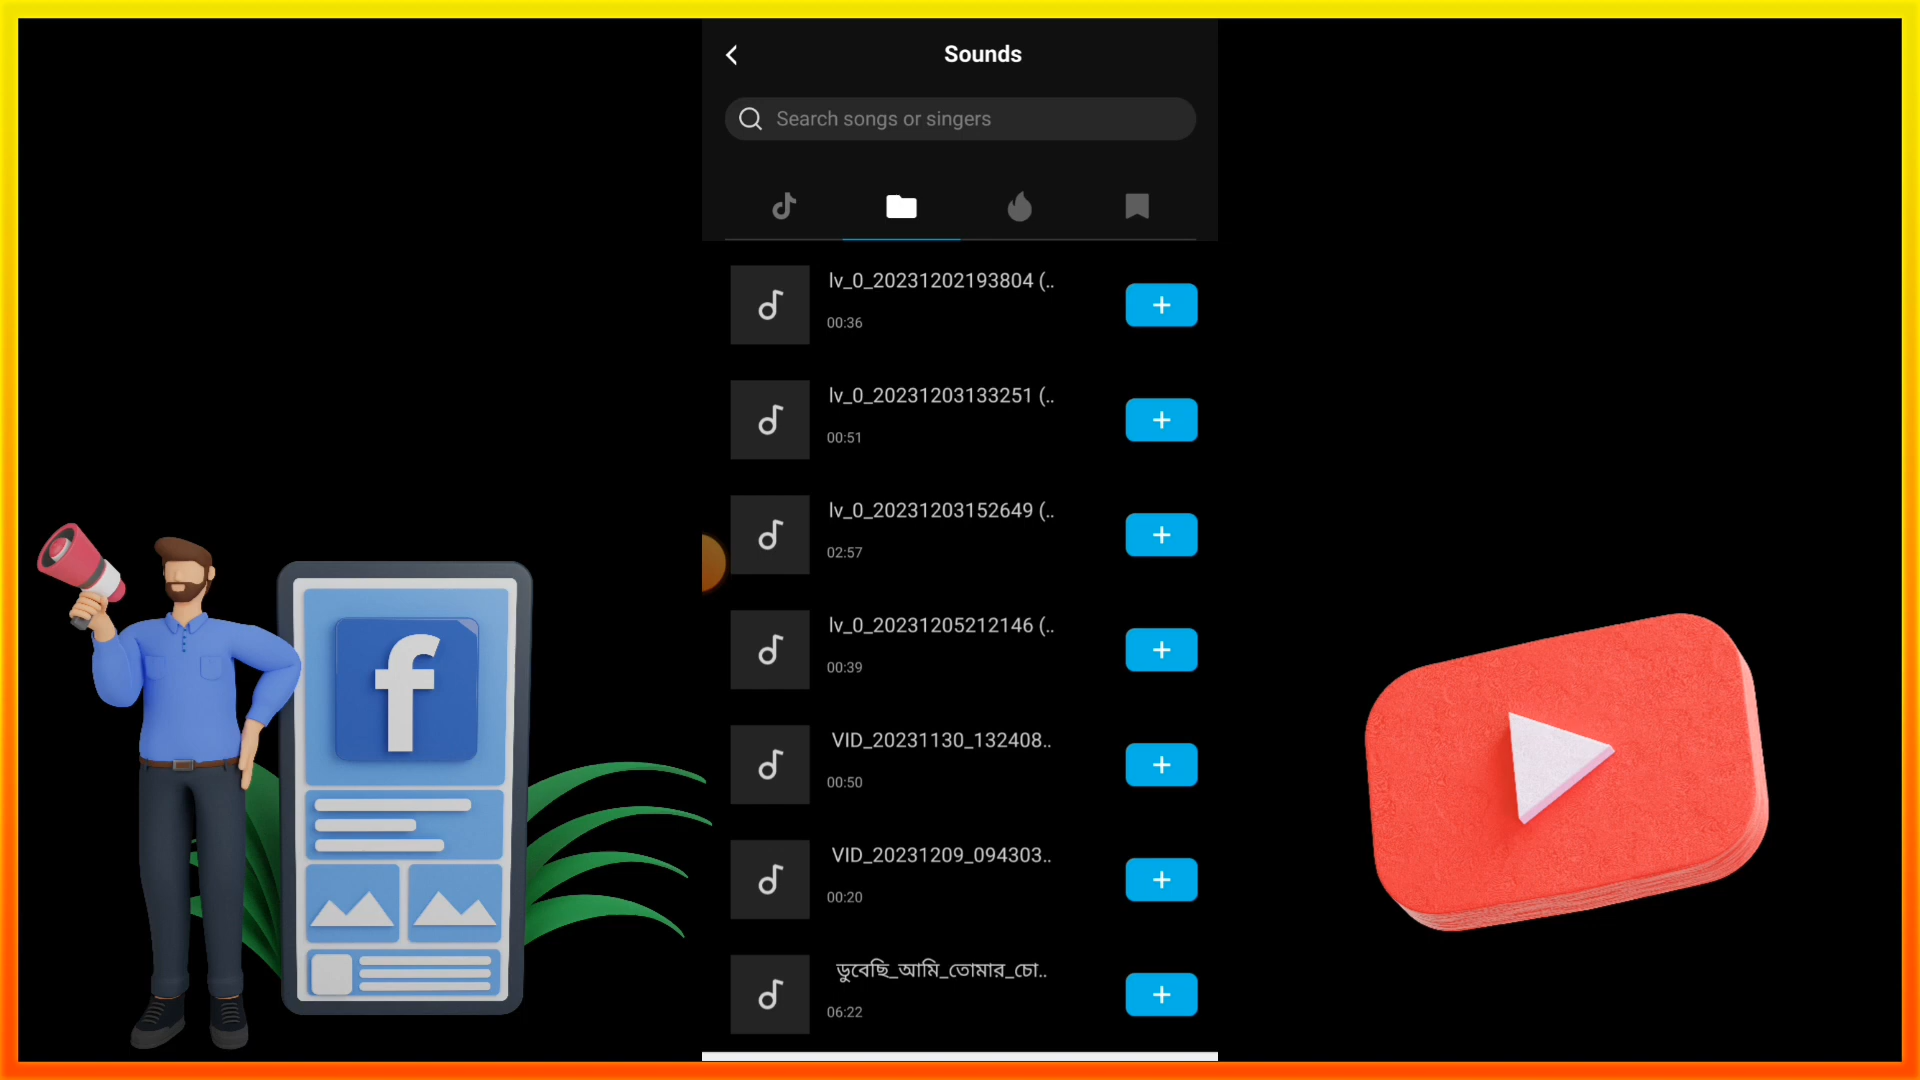 Sounds
Search songs or singers
lv_0_20231202193804 (..
00:36
lv_0_20231203133251 (..
00:51
lv_0_20231203152649 (..
02:57
lv_0_20231205212146 (..
00:39
VID_20231130_132408..
00:50
VID_20231209_094303..
00:20
ডুবেছি_আমি_তোমার_চো..
06:22
f